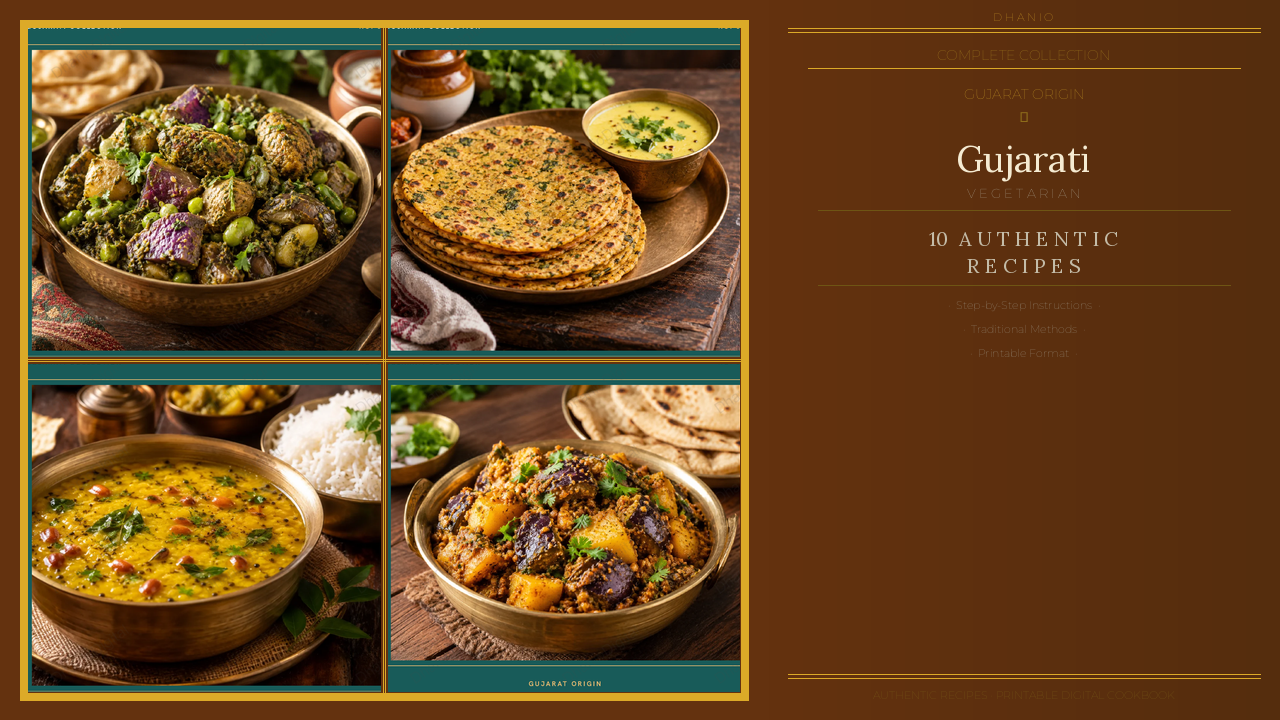 DHANIO
COMPLETE COLLECTION
GUJARAT ORIGIN
Gujarati
VEGETARIAN
10 AUTHENTIC
RECIPES
Step-by-Step Instructions
Traditional Methods
Printable Format
AUTHENTIC RECIPES · PRINTABLE DIGITAL COOKBOOK
GUJARAT ORIGIN